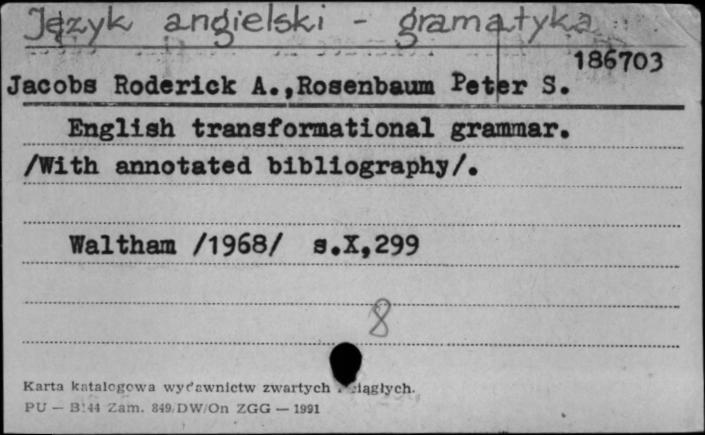 Język angielski - gramatyka
186703
Jacobs Roderick A.,Rosenbaum Peter S.
English transformational grammar.
/With annotated bibliography/.
Waltham /1968/ s.X,299
8
Karta katalogowa wydawnictw zwartych ciągłych.
PU — B/44 Zam. 849/DW/On ZGG — 1991